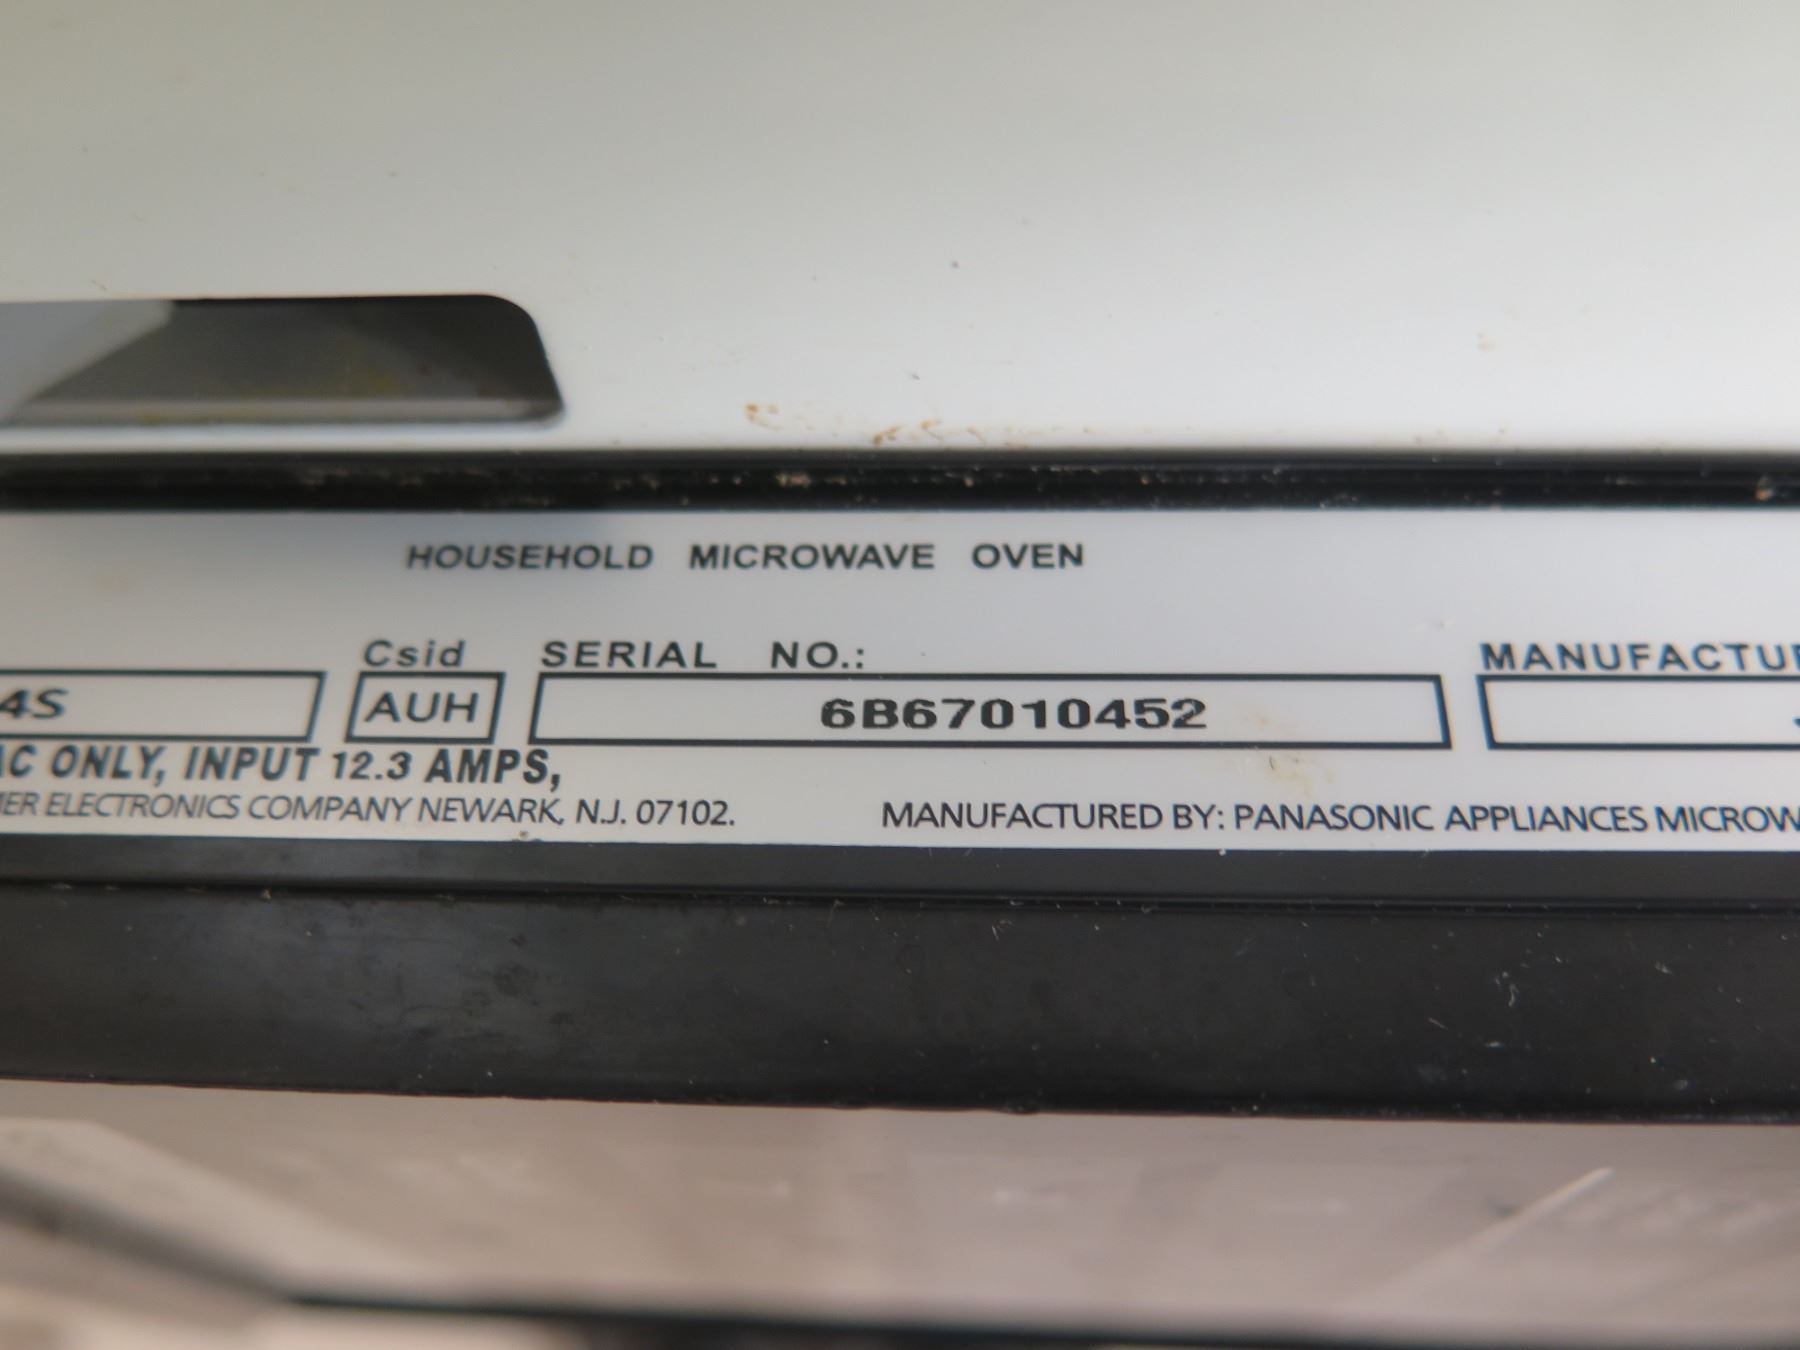 HOUSEHOLD MICROWAVE OVEN
Csid SERIAL NO.: MANUFACTU
4S AUH 6B67010452
AC ONLY, INPUT 12.3 AMPS,
MER ELECTRONICS COMPANY NEWARK, N.J. 07102. MANUFACTURED BY: PANASONIC APPLIANCES MICROW